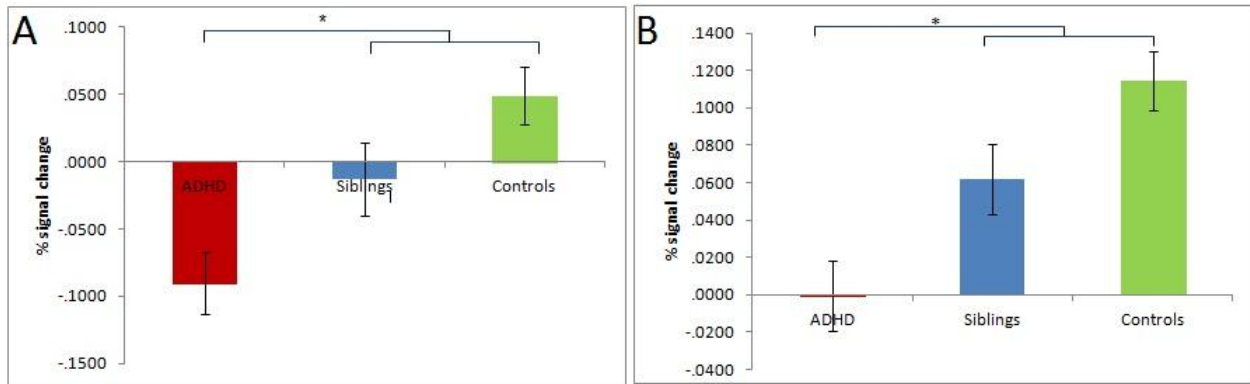 A
*
.1000
.0500
.0000
-.0500
-.1000
-.1500
% signal change
ADHD
Siblings
Controls
B
*
.1400
.1200
.1000
.0800
.0600
.0400
.0200
.0000
-.0200
-.0400
% signal change
ADHD
Siblings
Controls